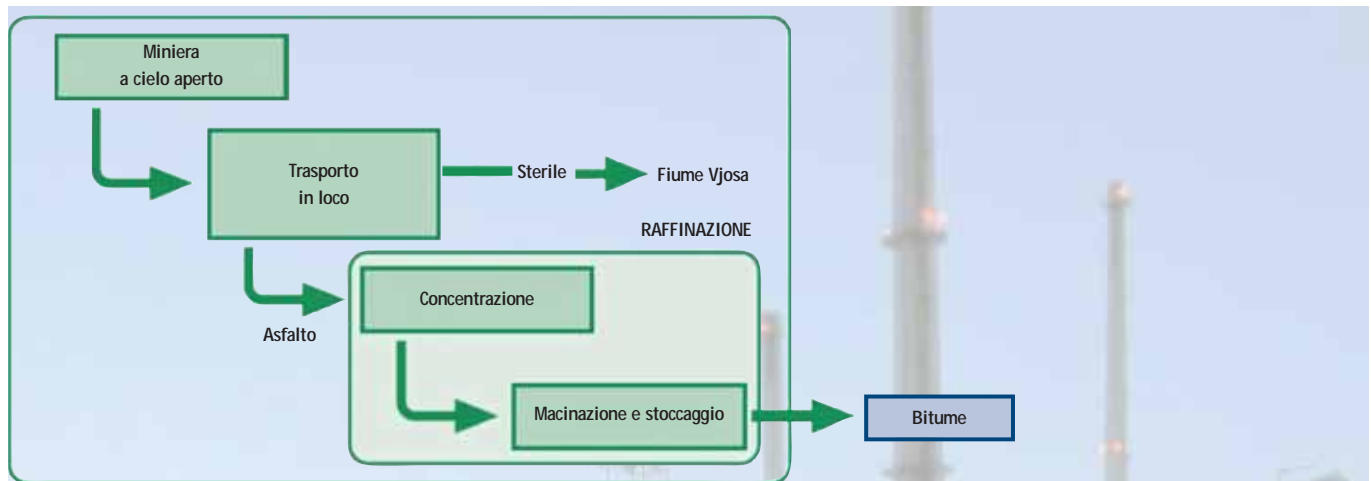 Miniera
a cielo aperto
Trasporto
in loco
Sterile
Fiume Vjosa
RAFFINAZIONE
Concentrazione
Asfalto
Macinazione e stoccaggio
Bitume